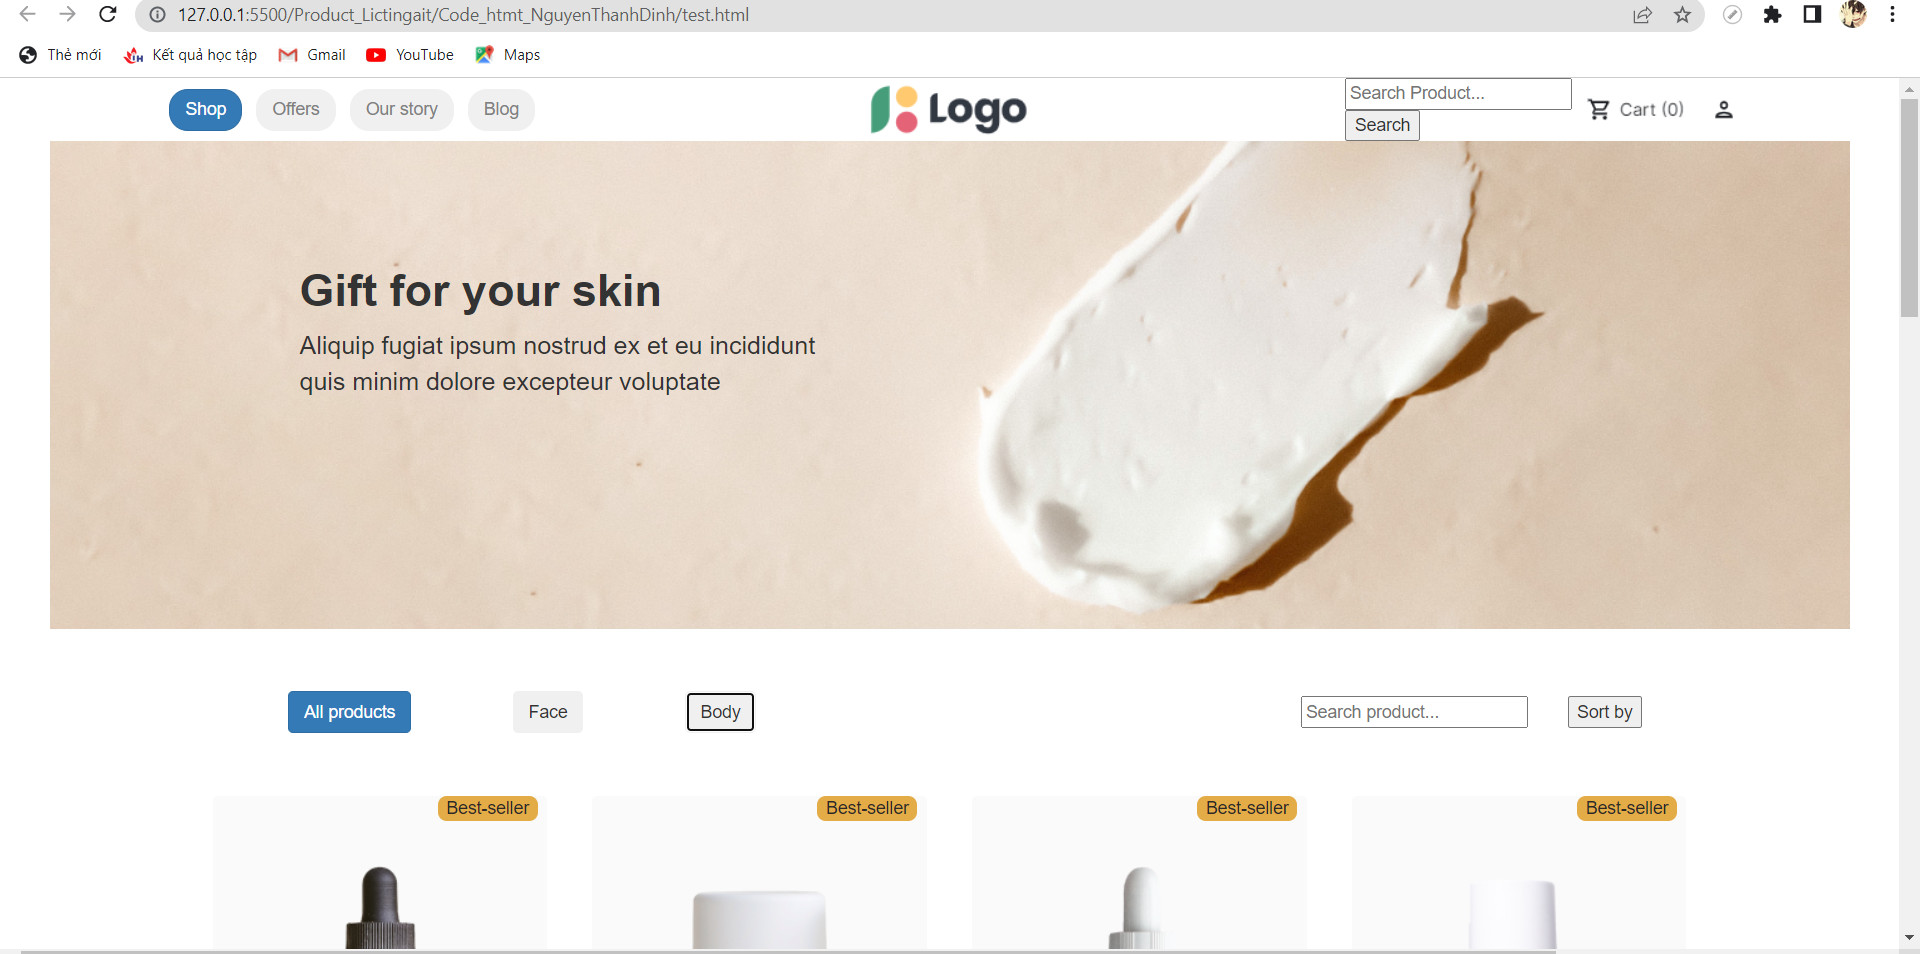 127.0.0.1:5500/Product_Lictingait/Code_htmt_NguyenThanhDinh/test.html
Thẻ mới Kết quả học tập Gmail YouTube Maps
Shop Offers Our story Blog Logo Search Product... Cart (0)
Search
Gift for your skin
Aliquip fugiat ipsum nostrud ex et eu incididunt
quis minim dolore excepteur voluptate
All products Face Body Search product... Sort by
Best-seller Best-seller Best-seller Best-seller